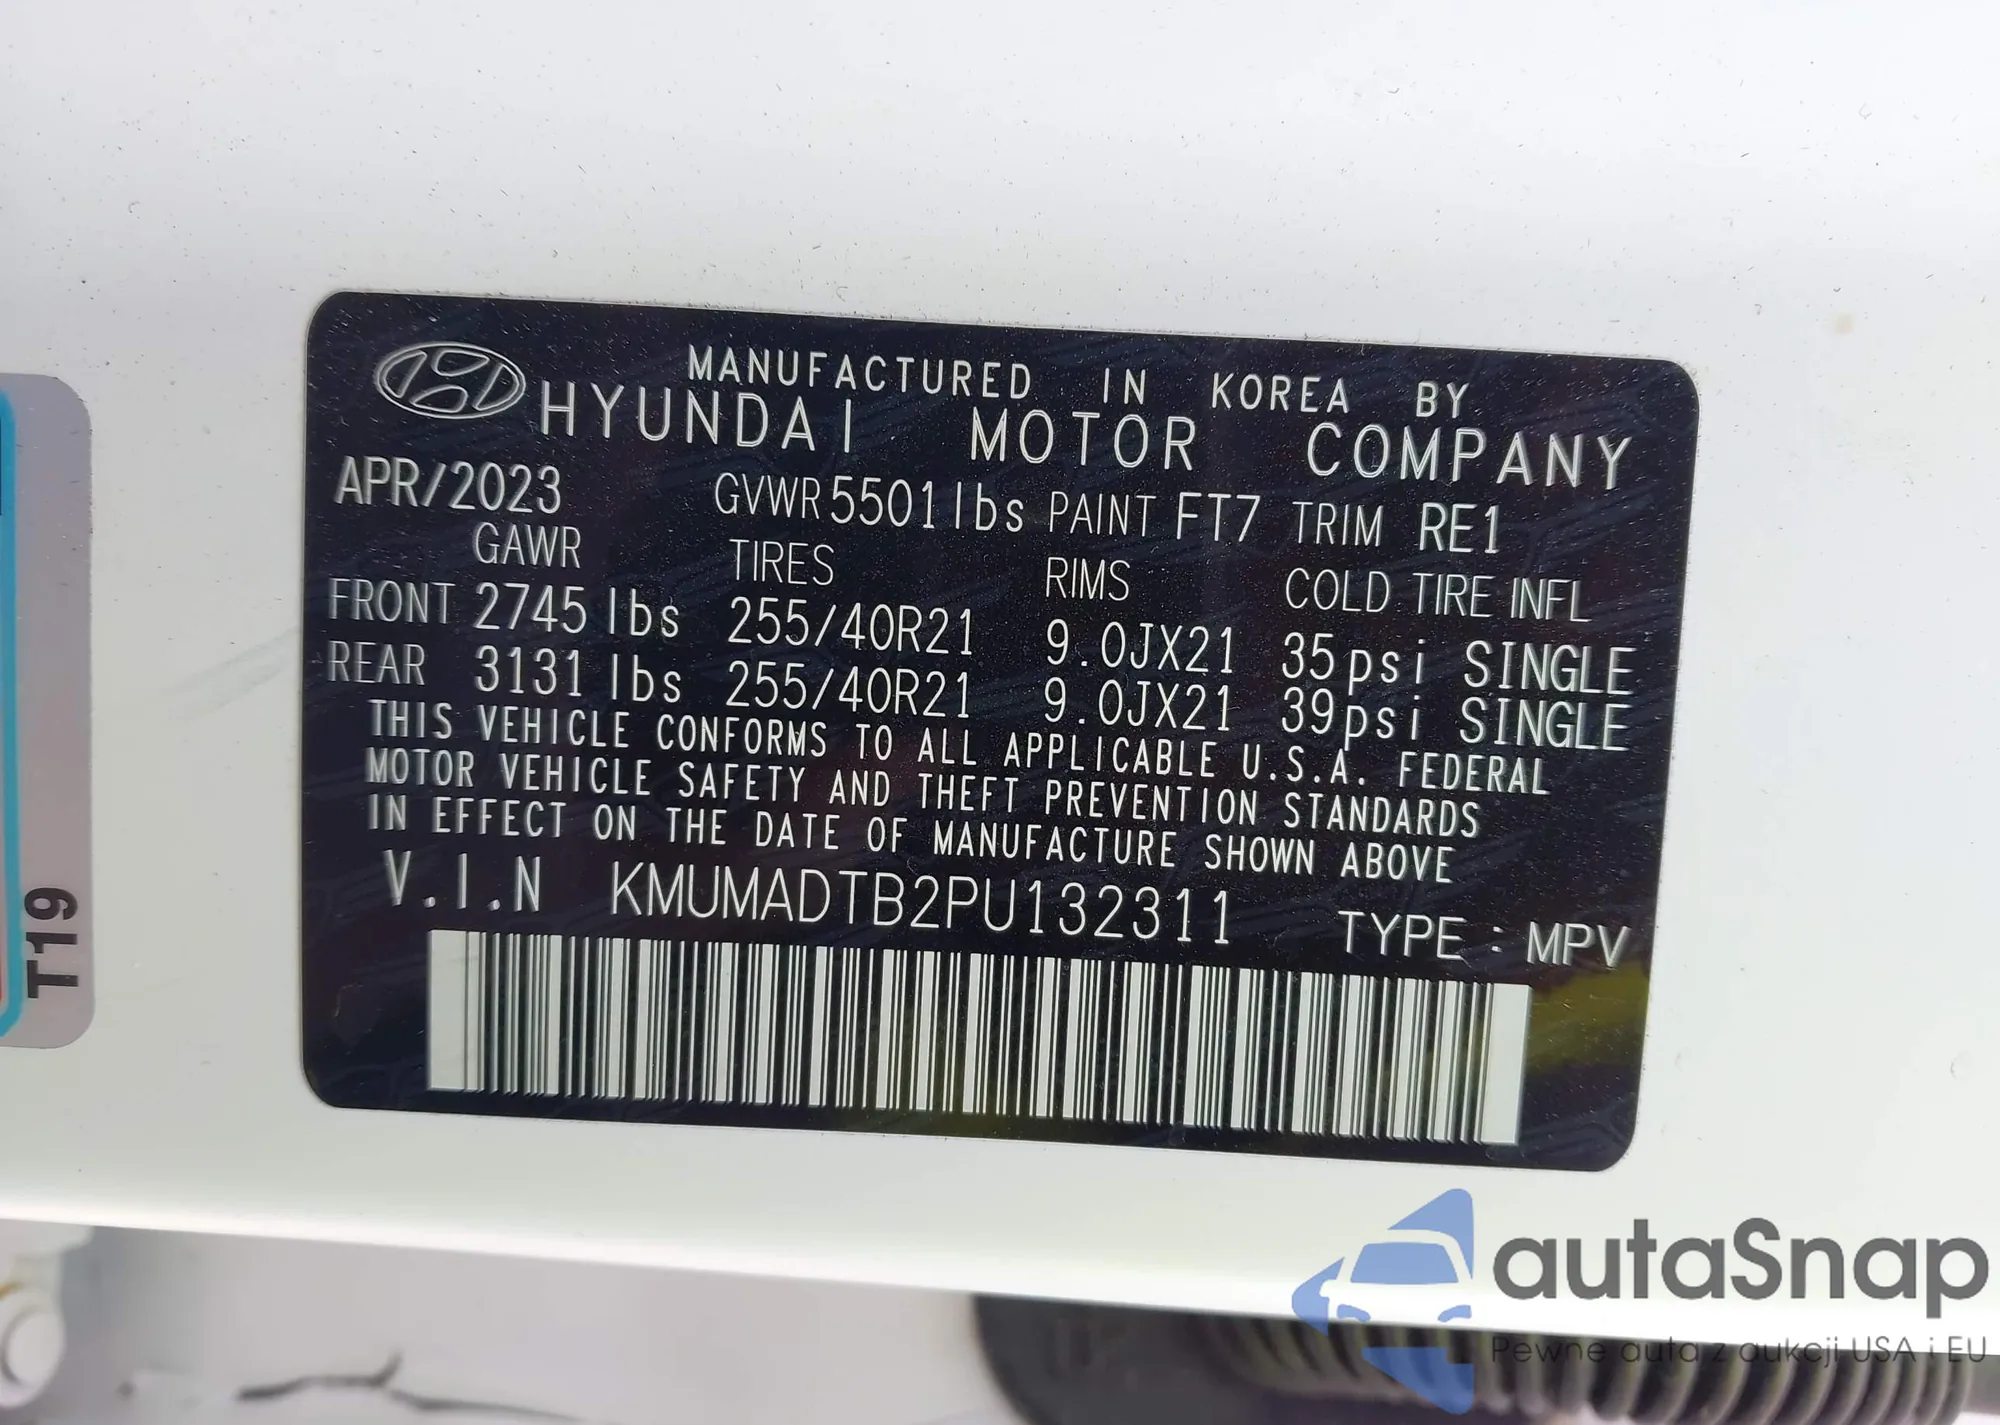 MANUFACTURED IN KOREA BY
HYUNDAI MOTOR COMPANY
APR/2023 GVWR 5501 lbs PAINT FT7 TRIM RE1
GAWR TIRES RIMS COLD TIRE INFL
FRONT 2745 lbs 255/40R21 9.0JX21 35psi SINGLE
REAR 3131 lbs 255/40R21 9.0JX21 39psi SINGLE
THIS VEHICLE CONFORMS TO ALL APPLICABLE U.S.A. FEDERAL
MOTOR VEHICLE SAFETY AND THEFT PREVENTION STANDARDS
IN EFFECT ON THE DATE OF MANUFACTURE SHOWN ABOVE
V.I.N KMUMADTB2PU132311 TYPE : MPV
T19
autaSnap
Pewne auta z aukcji USA i EU